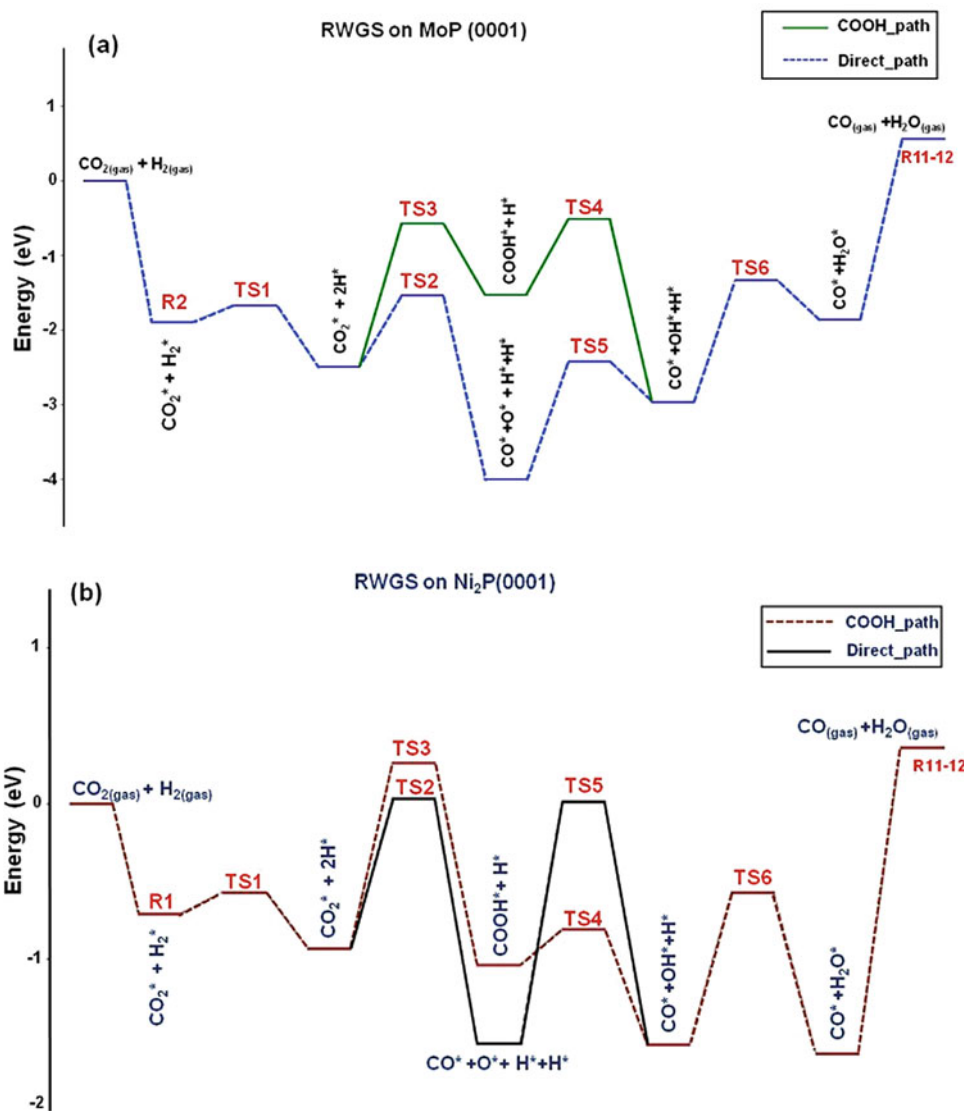 (a)
RWGS on MoP (0001)
COOH_path
Direct_path
Energy (eV)
1
0
-1
-2
-3
-4
CO2(gas) + H2(gas)
R2
CO2* + H2*
TS1
CO2* + 2H*
TS3
TS2
COOH*+ H*
CO* +O* + H*+H*
TS4
TS5
CO* +OH*+H*
TS6
CO* +H2O*
CO(gas) +H2O(gas)
R11-12
(b)
RWGS on Ni2P(0001)
COOH_path
Direct_path
Energy (eV)
1
0
-1
-2
CO2(gas) + H2(gas)
R1
CO2* + H2*
TS1
CO2* + 2H*
TS3
TS2
COOH*+ H*
CO* +O*+ H*+H*
TS5
TS4
CO* +OH*+H*
TS6
CO* +H2O*
CO(gas) +H2O(gas)
R11-12